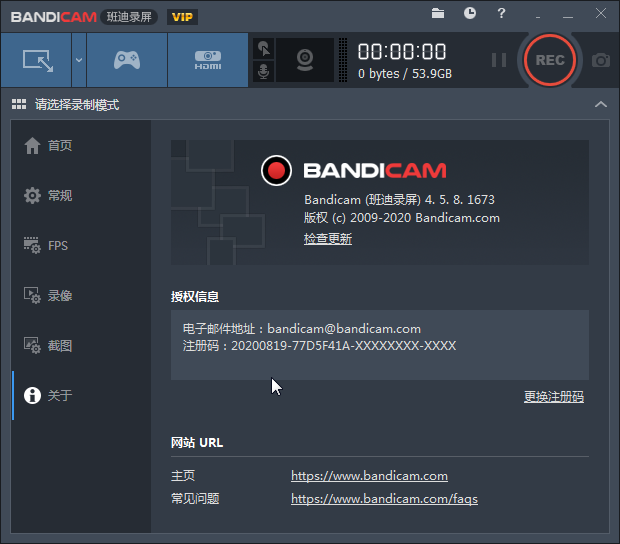 BANDICAM 班迪录屏 VIP
HDMI
00:00:00
0 bytes / 53.9GB
REC
请选择录制模式
首页
常规
FPS
录像
截图
关于
BANDICAM
Bandicam (班迪录屏) 4. 5. 8. 1673
版权 (c) 2009-2020 Bandicam.com
检查更新
授权信息
电子邮件地址：bandicam@bandicam.com
注册码：20200819-77D5F41A-XXXXXXXX-XXXX
更换注册码
网站 URL
主页 https://www.bandicam.com
常见问题 https://www.bandicam.com/faqs